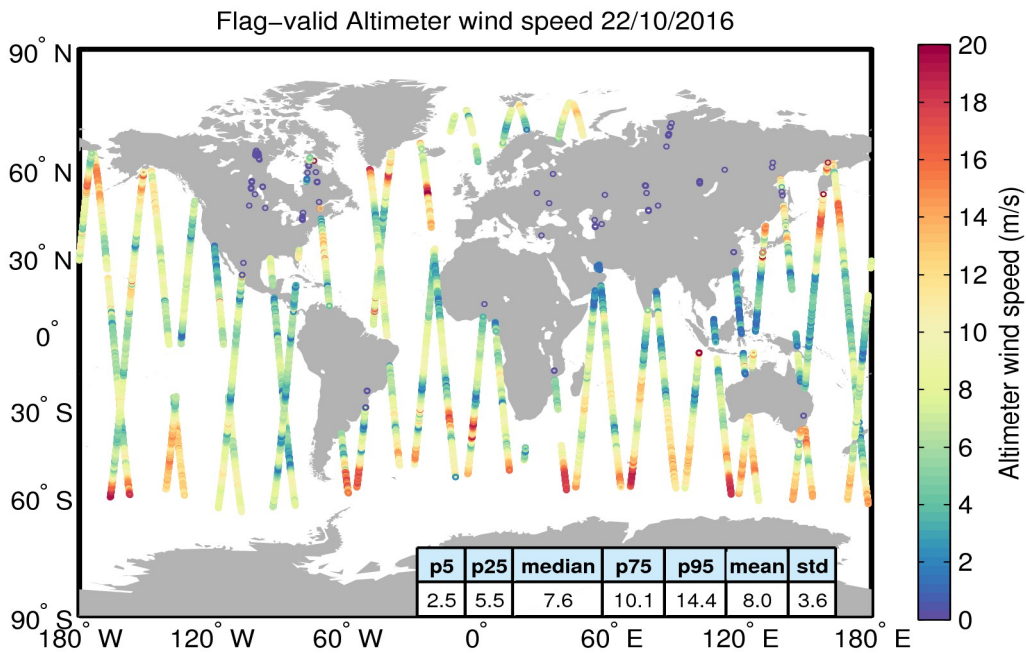 Flag−valid Altimeter wind speed 22/10/2016
90° N
60° N
30° N
0°
30° S
60° S
90° S
180° W
120° W
60° W
0°
60° E
120° E
180° E
p5 p25 median p75 p95 mean std
2.5 5.5 7.6 10.1 14.4 8.0 3.6
20
18
16
14
12
10
8
6
4
2
0
Altimeter wind speed (m/s)